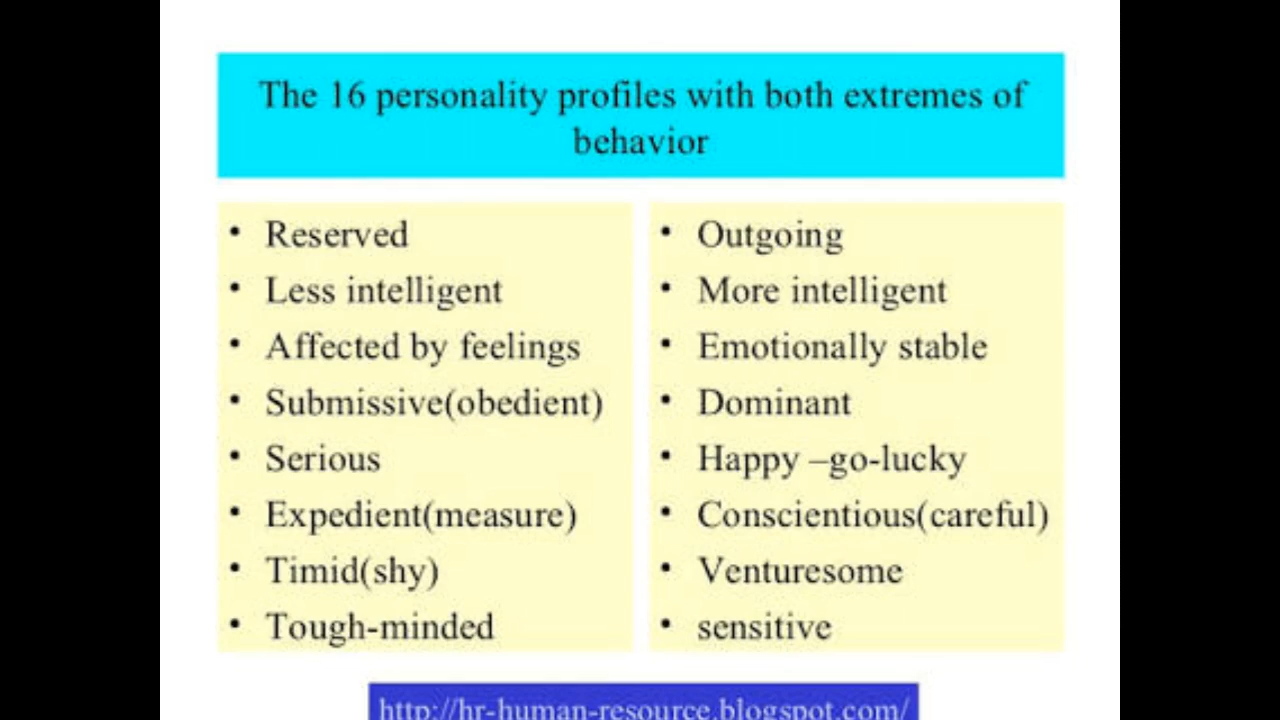 The 16 personality profiles with both extremes of
behavior
• Reserved
• Less intelligent
• Affected by feelings
• Submissive(obedient)
• Serious
• Expedient(measure)
• Timid(shy)
• Tough-minded
• Outgoing
• More intelligent
• Emotionally stable
• Dominant
• Happy –go-lucky
• Conscientious(careful)
• Venturesome
• sensitive
http://hr-human-resource.blogspot.com/